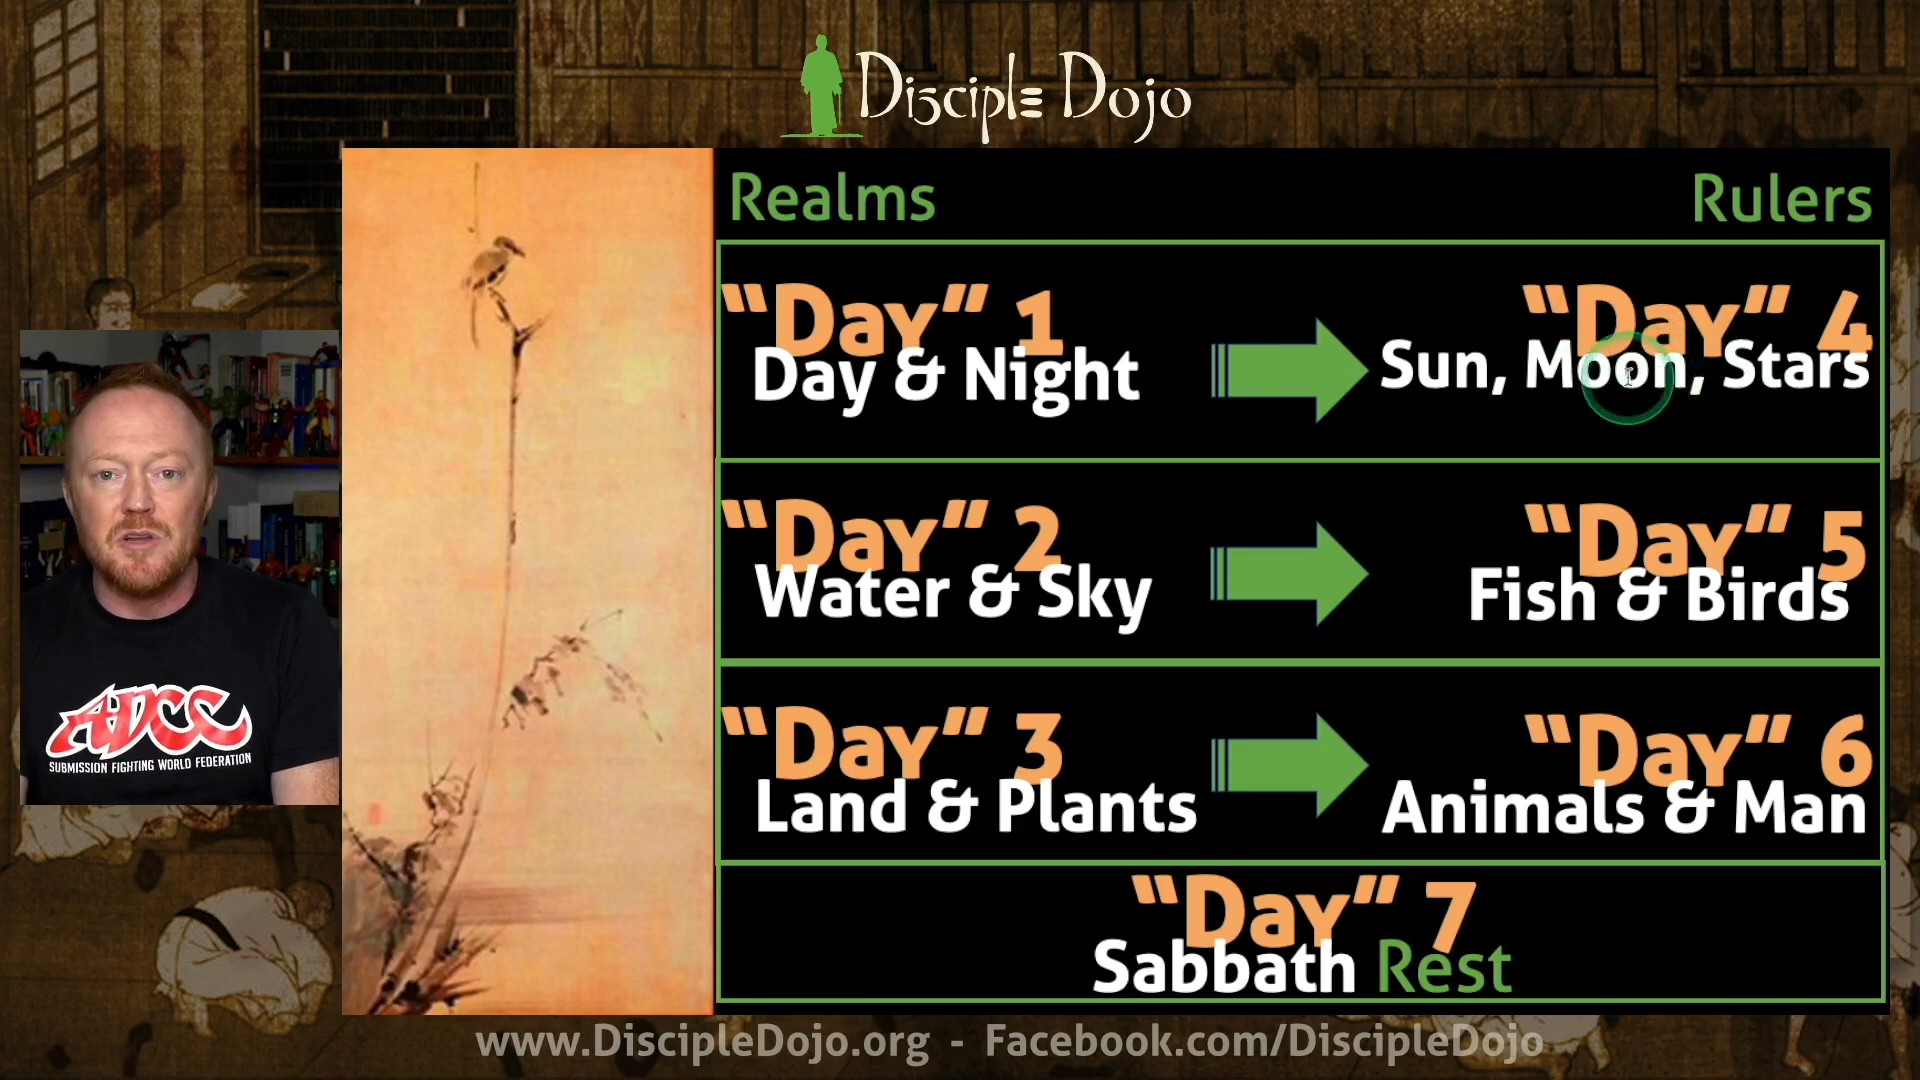 Disciple Dojo
Realms
Rulers
“Day” 1
Day & Night
“Day” 4
Sun, Moon, Stars
“Day” 2
Water & Sky
“Day” 5
Fish & Birds
“Day” 3
Land & Plants
“Day” 6
Animals & Man
“Day” 7
Sabbath Rest
ADCC
SUBMISSION FIGHTING WORLD FEDERATION
www.DiscipleDojo.org - Facebook.com/DiscipleDojo